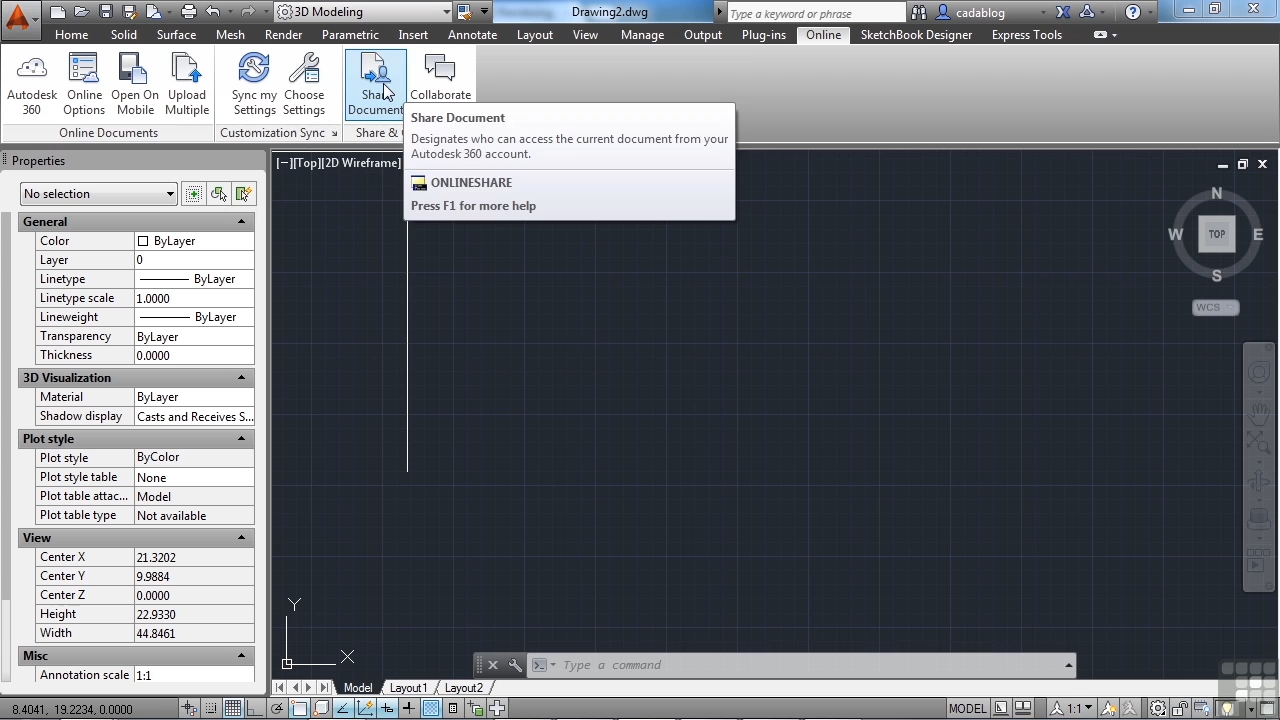 3D Modeling
Drawing2.dwg
Type a keyword or phrase
cadablog
Home Solid Surface Mesh Render Parametric Insert Annotate Layout View Manage Output Plug-ins Online SketchBook Designer Express Tools
Autodesk 360
Online Options
Open On Mobile
Upload Multiple
Sync my Settings
Choose Settings
Document
Collaborate
Online Documents
Customization Sync
Share &
Share Document
Designates who can access the current document from your
Autodesk 360 account.
ONLINESHARE
Press F1 for more help
Properties
[−][Top][2D Wireframe]
No selection
General
Color ByLayer
Layer 0
Linetype ByLayer
Linetype scale 1.0000
Lineweight ByLayer
Transparency ByLayer
Thickness 0.0000
3D Visualization
Material ByLayer
Shadow display Casts and Receives S...
Plot style
Plot style ByColor
Plot style table None
Plot table attac... Model
Plot table type Not available
View
Center X 21.3202
Center Y 9.9884
Center Z 0.0000
Height 22.9330
Width 44.8461
Misc
Annotation scale 1:1
N
W TOP E
S
WCS
Y
X
Type a command
Model Layout1 Layout2
8.4041, 19.2234, 0.0000
MODEL
1:1